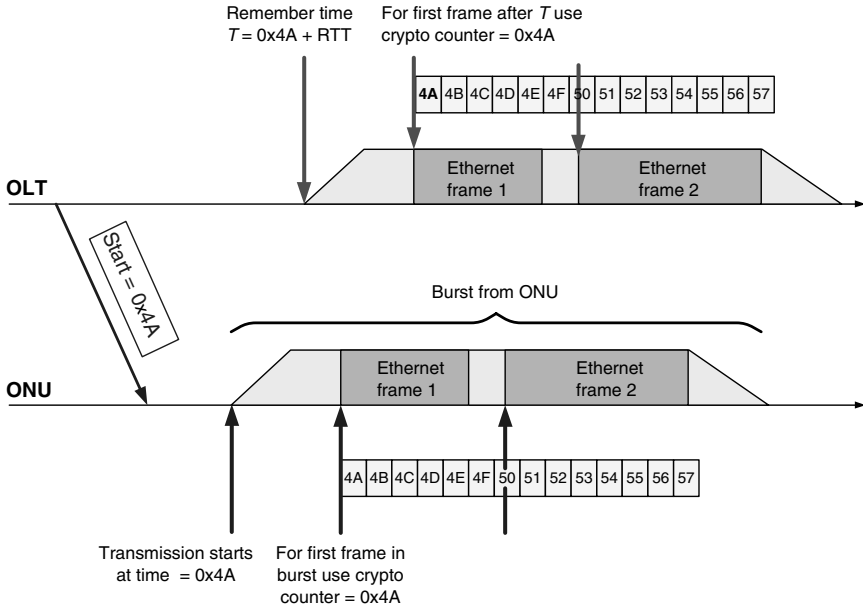 Remember time
T = 0x4A + RTT
For first frame after T use
crypto counter = 0x4A
4A 4B 4C 4D 4E 4F 50 51 52 53 54 55 56 57
Ethernet
frame 1
Ethernet
frame 2
OLT
Start = 0x4A
Burst from ONU
Ethernet
frame 1
Ethernet
frame 2
ONU
4A 4B 4C 4D 4E 4F 50 51 52 53 54 55 56 57
Transmission starts
at time = 0x4A
For first frame in
burst use crypto
counter = 0x4A